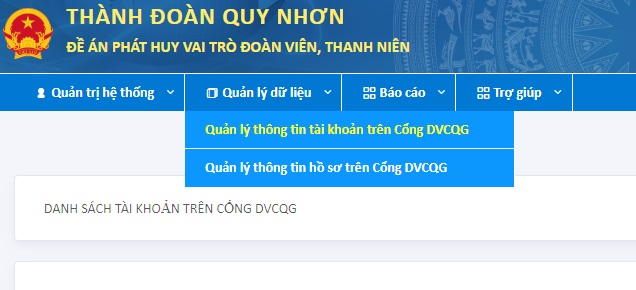 THÀNH ĐOÀN QUY NHƠN
ĐỀ ÁN PHÁT HUY VAI TRÒ ĐOÀN VIÊN, THANH NIÊN
Quản trị hệ thống Quản lý dữ liệu Báo cáo Trợ giúp
Quản lý thông tin tài khoản trên Cổng DVCQG
Quản lý thông tin hồ sơ trên Cổng DVCQG
DANH SÁCH TÀI KHOẢN TRÊN CỔNG DVCQG